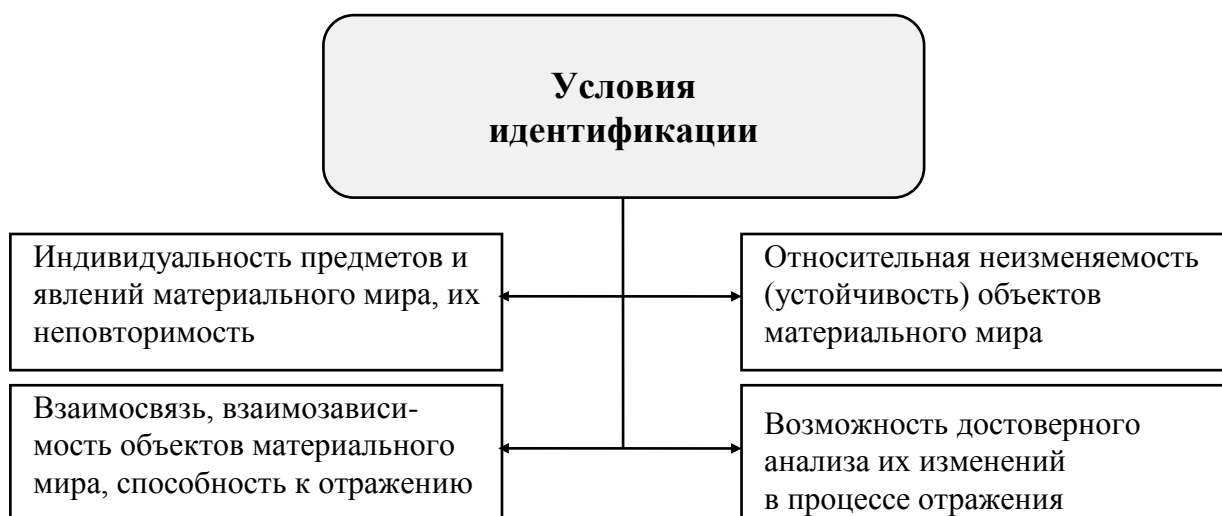 Условия
идентификации
Индивидуальность предметов и
явлений материального мира, их
неповторимость
Относительная неизменяемость
(устойчивость) объектов
материального мира
Взаимосвязь, взаимозависи-
мость объектов материального
мира, способность к отражению
Возможность достоверного
анализа их изменений
в процессе отражения